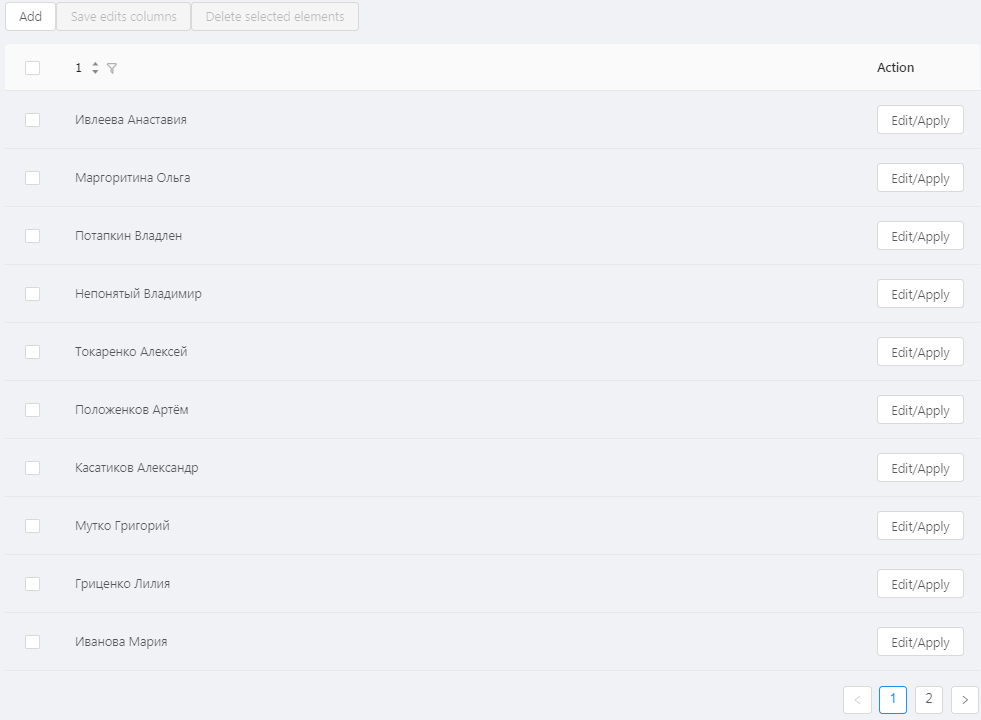 Add Save edits columns Delete selected elements
1 Action
Ивлеева Анаставия Edit/Apply
Маргоритина Ольга Edit/Apply
Потапкин Владлен Edit/Apply
Непонятый Владимир Edit/Apply
Токаренко Алексей Edit/Apply
Положенков Артём Edit/Apply
Касатиков Александр Edit/Apply
Мутко Григорий Edit/Apply
Гриценко Лилия Edit/Apply
Иванова Мария Edit/Apply
< 1 2 >